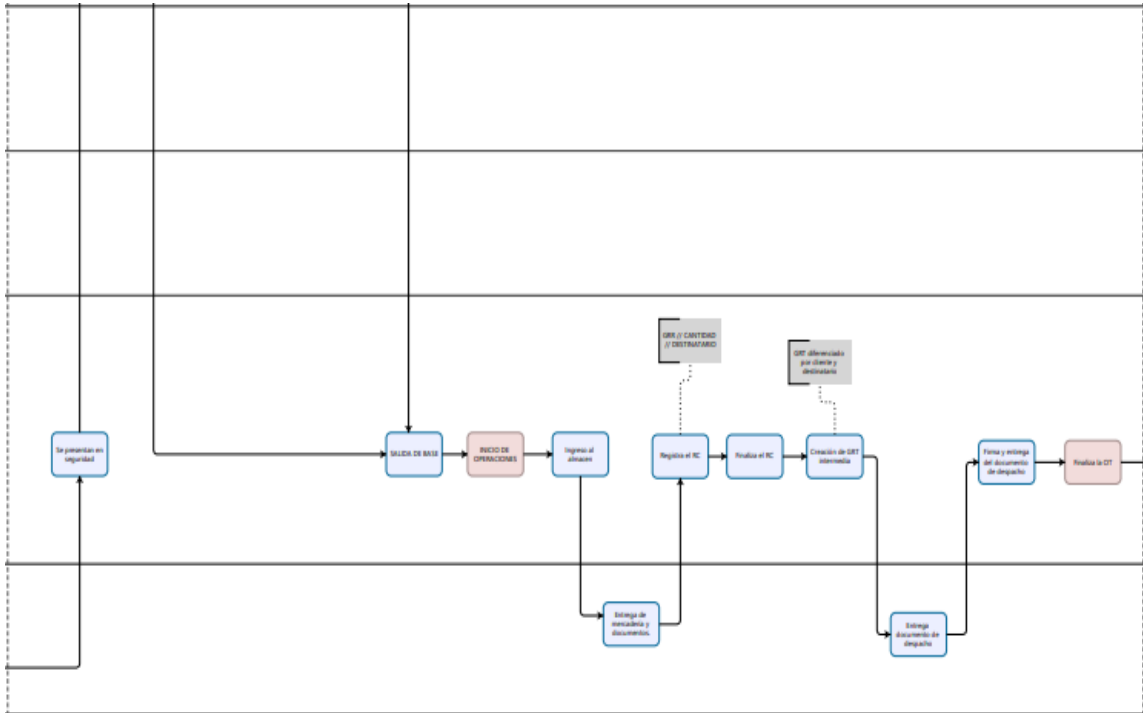 GRR // CANTIDAD
// DESTINATARIO
GRT diferenciado
por cliente y
destinatario
Se presentan en
seguridad
SALIDA DE BASE
INICIO DE
OPERACIONES
Ingreso al
almacen
Registra el RC
Finaliza el RC
Creación de GRT
intermedia
Firma y entrega
del documento
de despacho
Finaliza la OT
Entrega de
mercadería y
documentos
Entrega
documento de
despacho